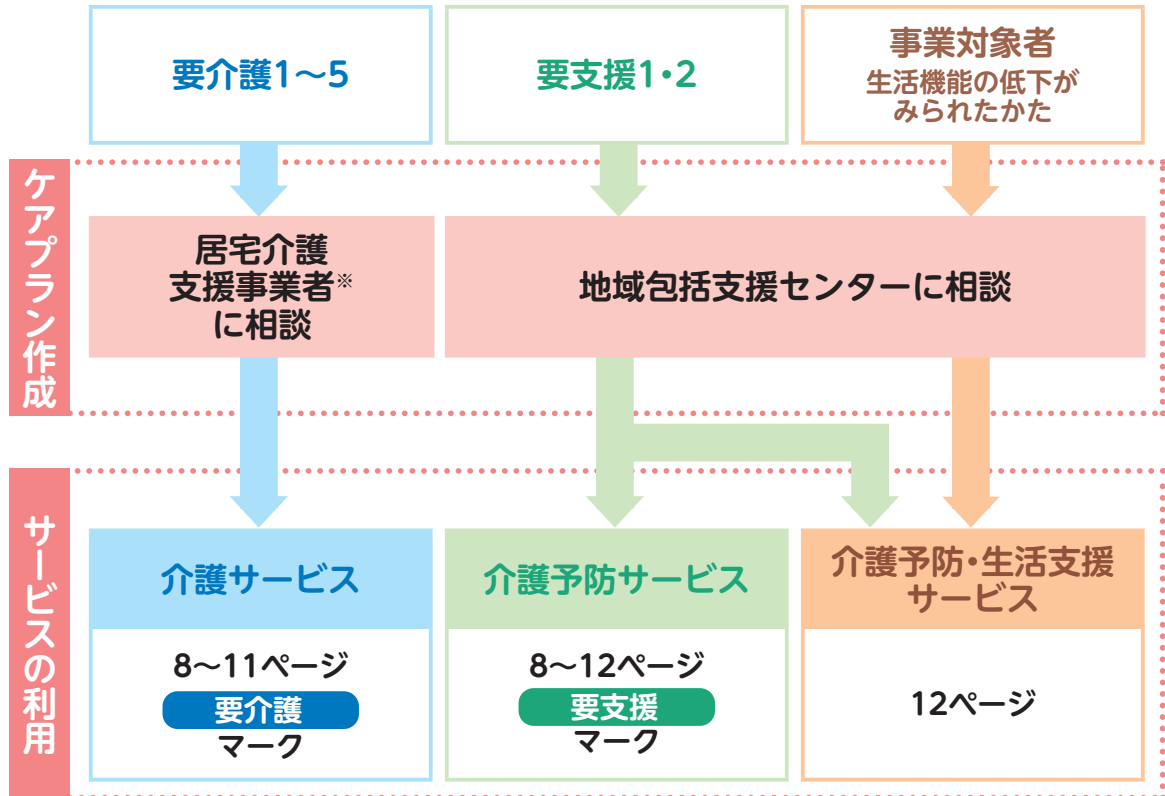 要介護1～5
要支援1・2
事業対象者
生活機能の低下が
みられたかた
ケアプラン作成
居宅介護
支援事業者※
に相談
地域包括支援センターに相談
サービスの利用
介護サービス
8～11ページ
要介護
マーク
介護予防サービス
8～12ページ
要支援
マーク
介護予防・生活支援
サービス
12ページ